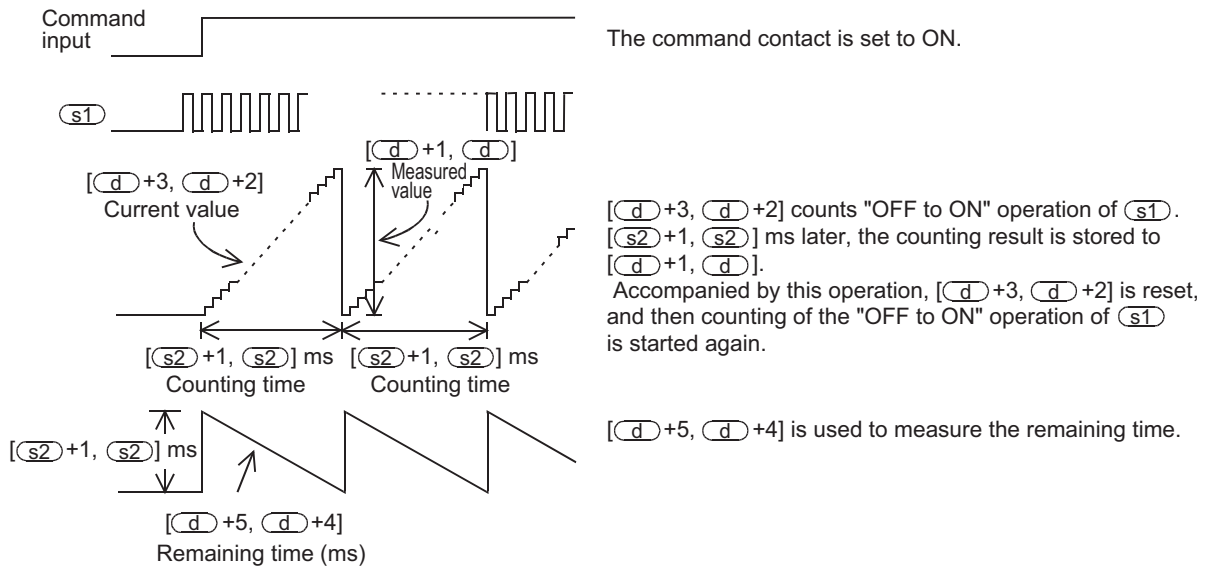 Command
input
The command contact is set to ON.
s1
[d+1, d]
Measured
value
[d+3, d+2]
Current value
[d+3, d+2] counts "OFF to ON" operation of s1.
[s2+1, s2] ms later, the counting result is stored to
[d+1, d].
Accompanied by this operation, [d+3, d+2] is reset,
and then counting of the "OFF to ON" operation of s1
is started again.
[s2+1, s2] ms [s2+1, s2] ms
Counting time Counting time
[s2+1, s2] ms
[d+5, d+4] is used to measure the remaining time.
[d+5, d+4]
Remaining time (ms)